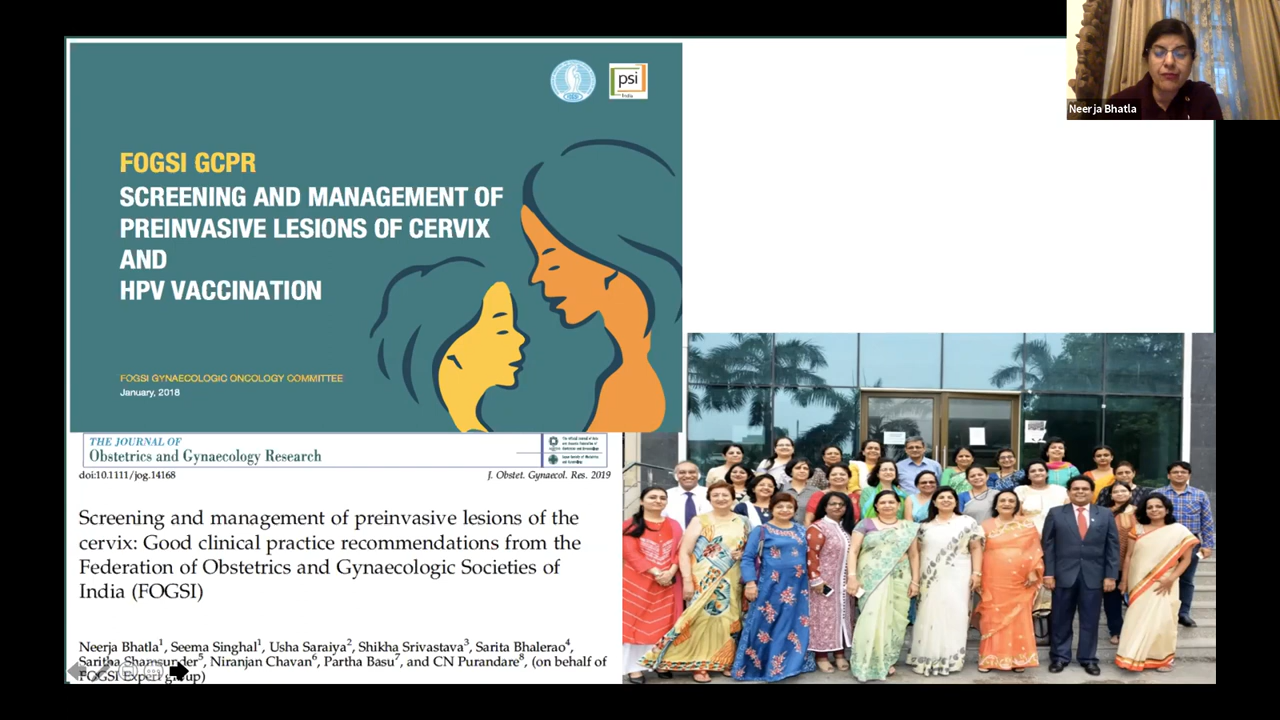 Neerja Bhatla
psi
India
FOGSI GCPR
SCREENING AND MANAGEMENT OF
PREINVASIVE LESIONS OF CERVIX
AND
HPV VACCINATION
FOGSI GYNAECOLOGIC ONCOLOGY COMMITTEE
January, 2018
THE JOURNAL OF
Obstetrics and Gynaecology Research
doi:10.1111/jog.14168
J. Obstet. Gynaecol. Res. 2019
Screening and management of preinvasive lesions of the
cervix: Good clinical practice recommendations from the
Federation of Obstetrics and Gynaecologic Societies of
India (FOGSI)
Neerja Bhatla1, Seema Singhal1, Usha Saraiya2, Shikha Srivastava3, Sarita Bhalerao4,
Saritha Shamsunder5, Niranjan Chavan6, Partha Basu7, and CN Purandare8, (on behalf of
FOGSI Expert group)